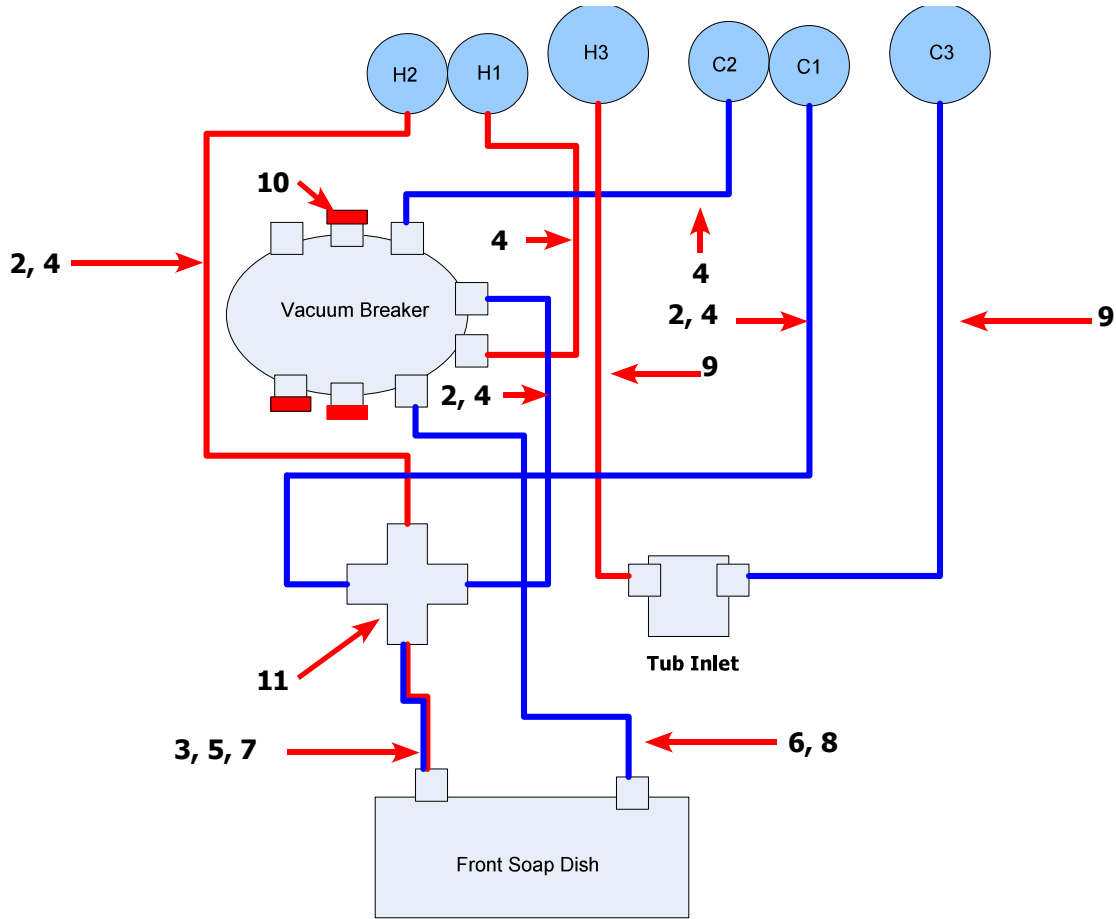 H2
H1
H3
C2
C1
C3
10
4
2, 4
4
Vacuum Breaker
2, 4
9
9
2, 4
Tub Inlet
11
3, 5, 7
6, 8
Front Soap Dish